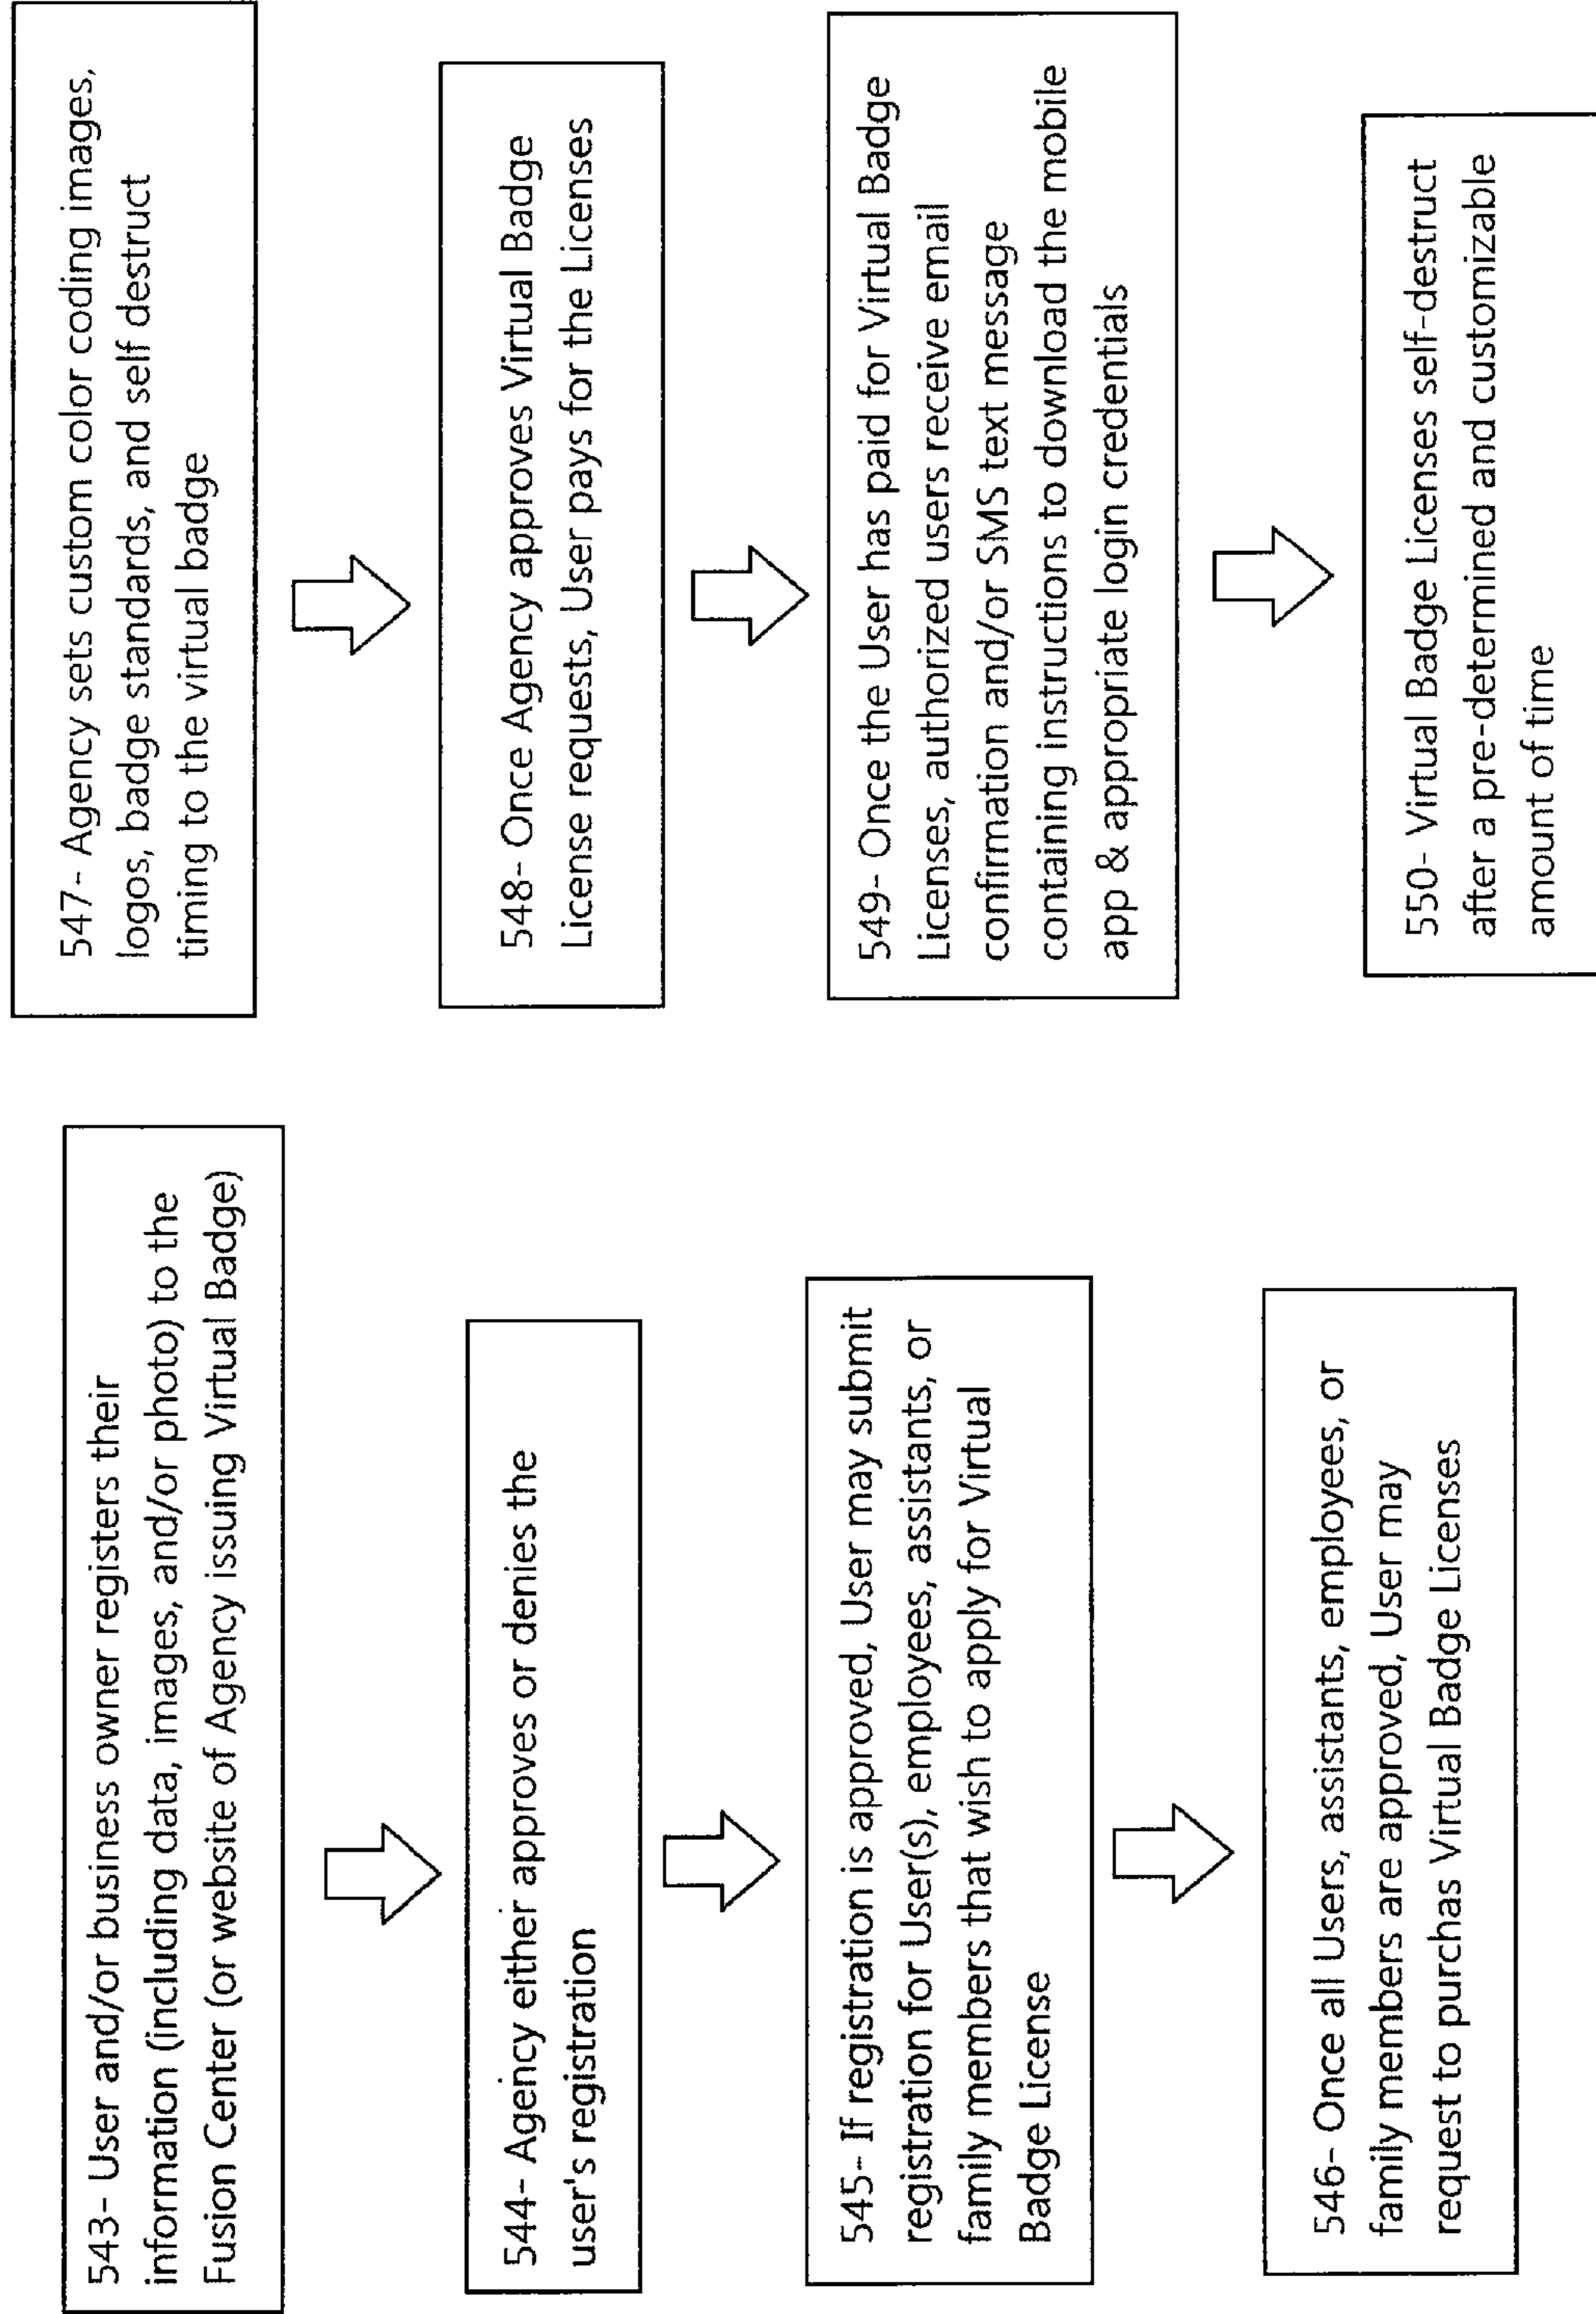 543- User and/or business owner registers their
information (including data, images, and/or photo) to the
Fusion Center (or website of Agency issuing Virtual Badge)
544- Agency either approves or denies the
user's registration
545- If registration is approved, User may submit
registration for User(s), employees, assistants, or
family members that wish to apply for Virtual
Badge License
546- Once all Users, assistants, employees, or
family members are approved, User may
request to purchas Virtual Badge Licenses
547- Agency sets custom color coding images,
logos, badge standards, and self destruct
timing to the virtual badge
548- Once Agency approves Virtual Badge
License requests, User pays for the Licenses
549- Once the User has paid for Virtual Badge
Licenses, authorized users receive email
confirmation and/or SMS text message
containing instructions to download the mobile
app & appropriate login credentials
550- Virtual Badge Licenses self-destruct
after a pre-determined and customizable
amount of time